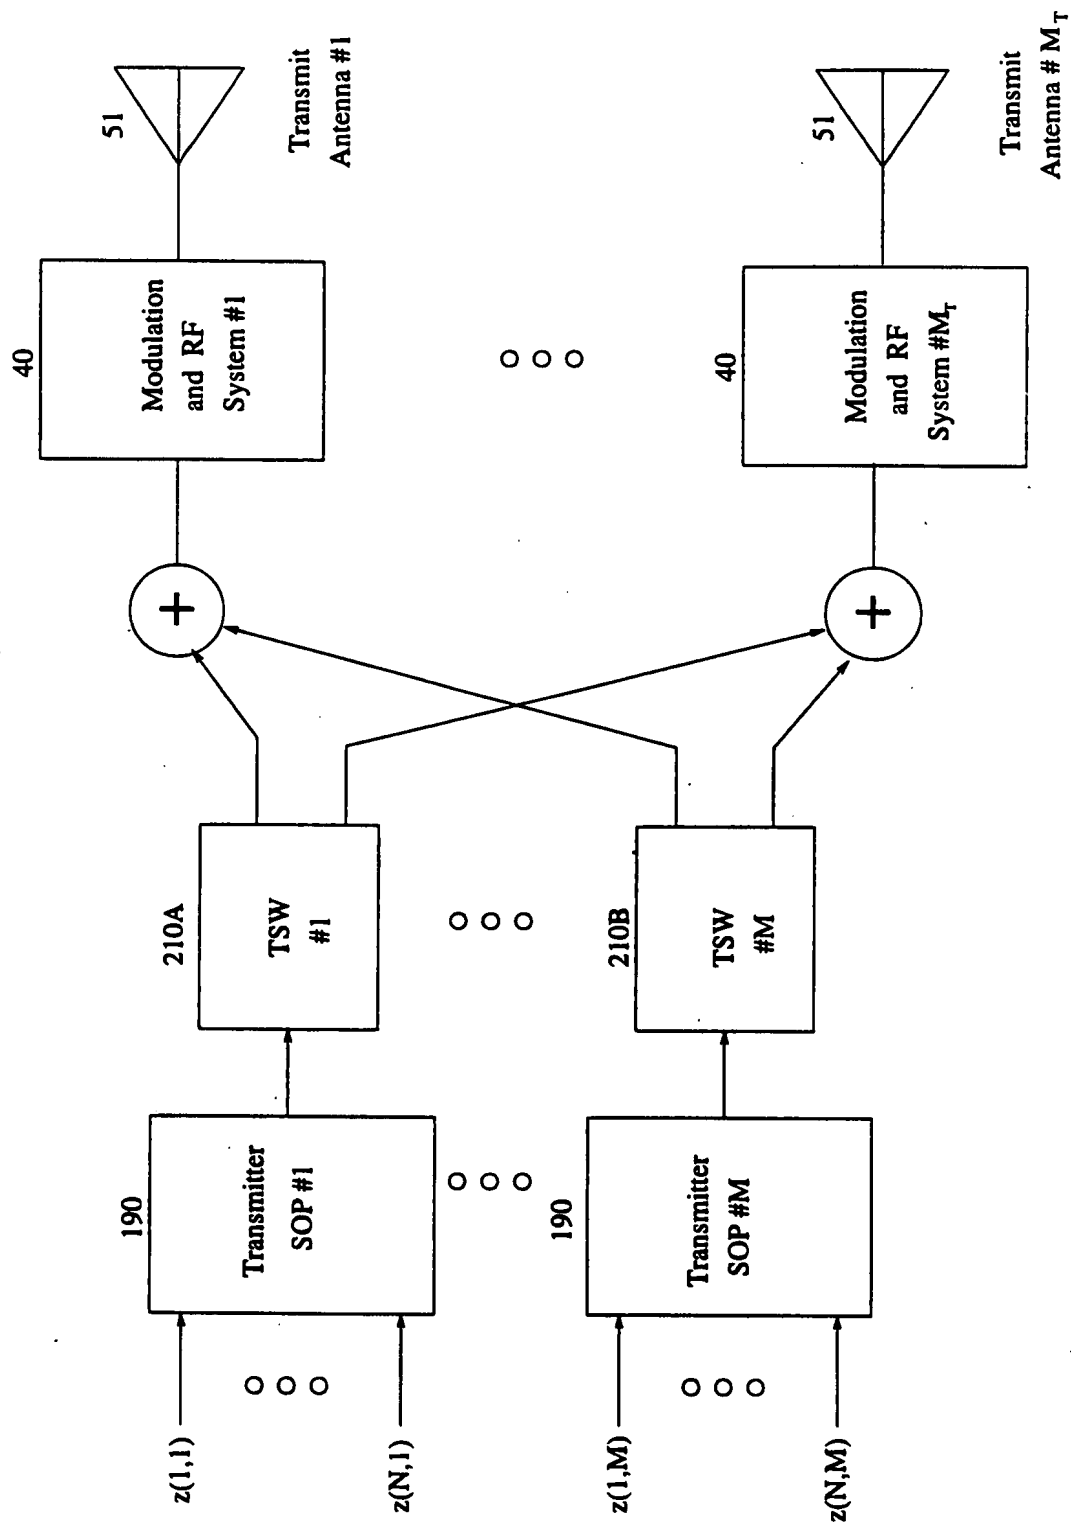 z(1,1)
z(N,1)
190
Transmitter
SOP #1
210A
TSW
#1
+
40
Modulation
and RF
System #1
51
Transmit
Antenna #1
z(1,M)
z(N,M)
190
Transmitter
SOP #M
210B
TSW
#M
+
40
Modulation
and RF
System #M_T
51
Transmit
Antenna # M_T